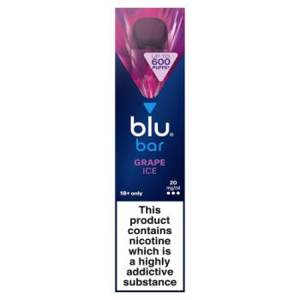 UP TO
600
PUFFS*
blu.
bar
GRAPE
ICE
18+ only
20
mg/ml
This
product
contains
nicotine
which is
a highly
addictive
substance